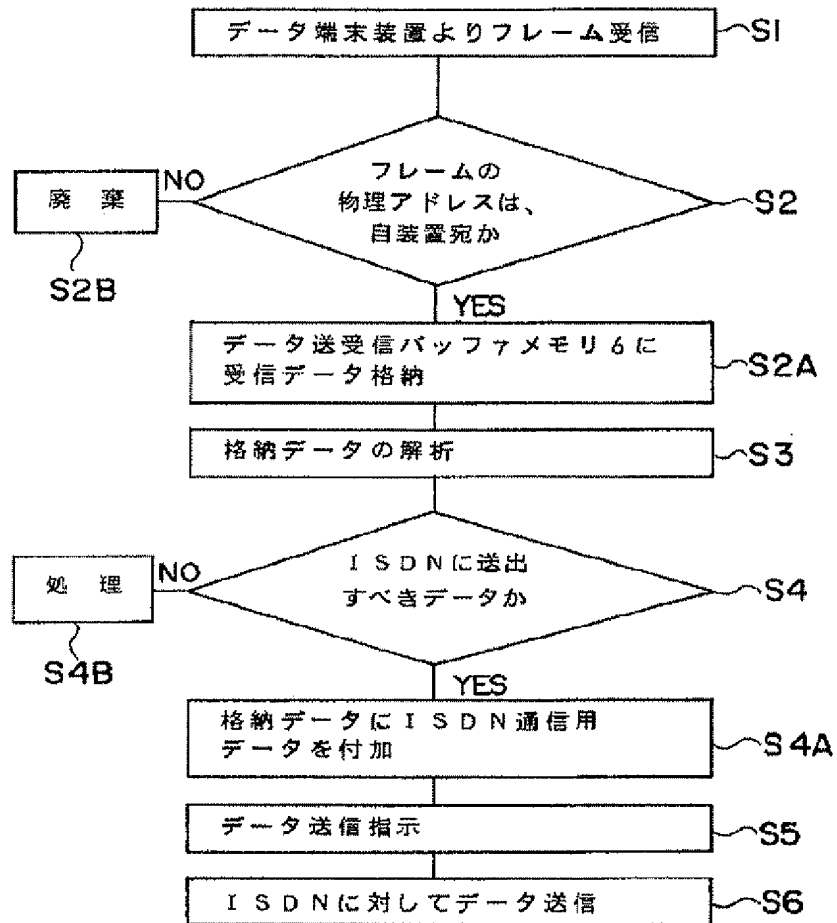 データ端末装置よりフレーム受信
S1
フレームの
物理アドレスは、
自装置宛か
S2
NO
廃棄
S2B
YES
データ送受信バッファメモリ6に
受信データ格納
S2A
格納データの解析
S3
ISDNに送出
すべきデータか
S4
NO
処理
S4B
YES
格納データにISDN通信用
データを付加
S4A
データ送信指示
S5
ISDNに対してデータ送信
S6